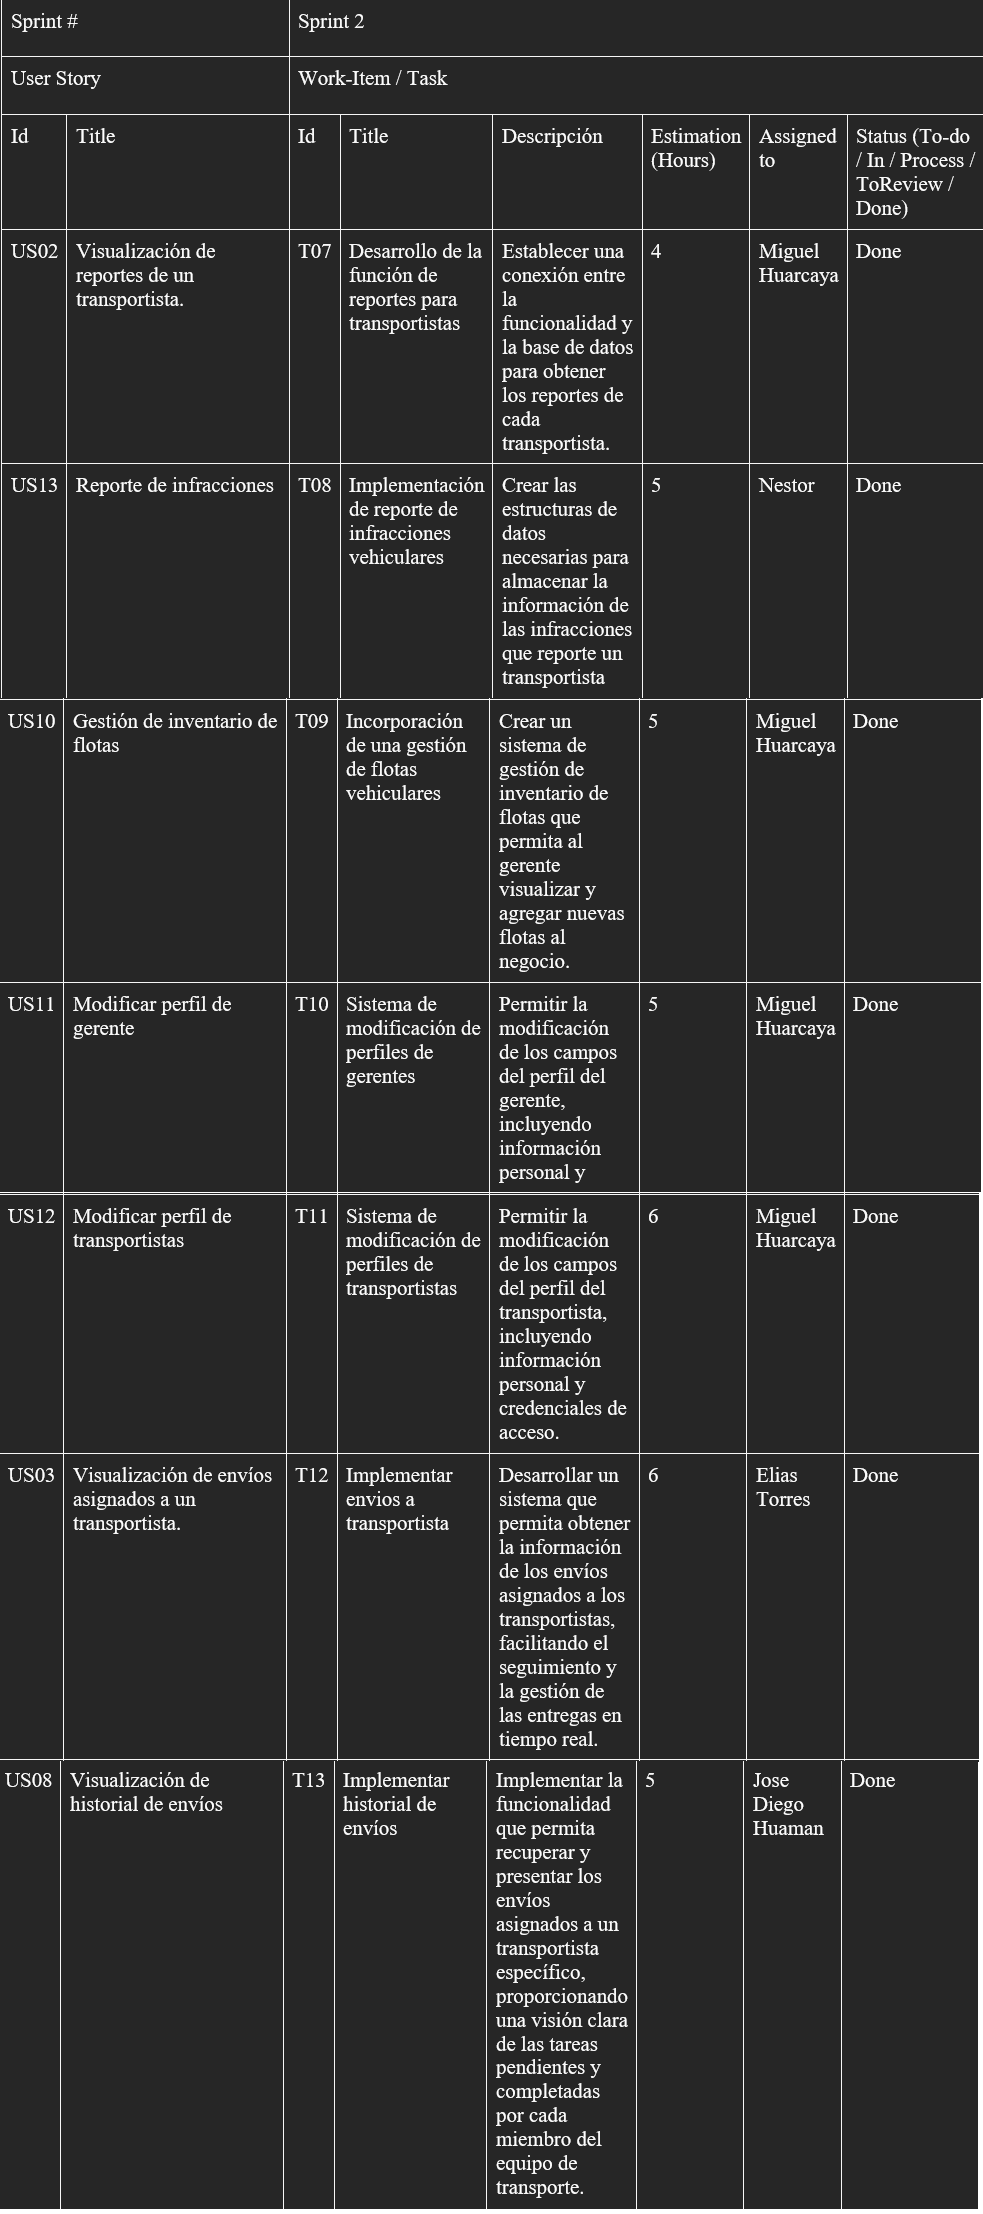 Sprint #
Sprint 2
User Story
Work-Item / Task
Id
Title
Id
Title
Descripción
Estimation
(Hours)
Assigned
to
Status (To-do
/ In / Process /
ToReview /
Done)
US02
Visualización de
reportes de un
transportista.
T07
Desarrollo de la
función de
reportes para
transportistas
Establecer una
conexión entre
la
funcionalidad y
la base de datos
para obtener
los reportes de
cada
transportista.
4
Miguel
Huarcaya
Done
US13
Reporte de infracciones
T08
Implementación
de reporte de
infracciones
vehiculares
Crear las
estructuras de
datos
necesarias para
almacenar la
información de
las infracciones
que reporte un
transportista
5
Nestor
Done
US10
Gestión de inventario de
flotas
T09
Incorporación
de una gestión
de flotas
vehiculares
Crear un
sistema de
gestión de
inventario de
flotas que
permita al
gerente
visualizar y
agregar nuevas
flotas al
negocio.
5
Miguel
Huarcaya
Done
US11
Modificar perfil de
gerente
T10
Sistema de
modificación de
perfiles de
gerentes
Permitir la
modificación
de los campos
del perfil del
gerente,
incluyendo
información
personal y
5
Miguel
Huarcaya
Done
US12
Modificar perfil de
transportistas
T11
Sistema de
modificación de
perfiles de
transportistas
Permitir la
modificación
de los campos
del perfil del
transportista,
incluyendo
información
personal y
credenciales de
acceso.
6
Miguel
Huarcaya
Done
US03
Visualización de envíos
asignados a un
transportista.
T12
Implementar
envios a
transportista
Desarrollar un
sistema que
permita obtener
la información
de los envíos
asignados a los
transportistas,
facilitando el
seguimiento y
la gestión de
las entregas en
tiempo real.
6
Elias
Torres
Done
US08
Visualización de
historial de envíos
T13
Implementar
historial de
envíos
Implementar la
funcionalidad
que permita
recuperar y
presentar los
envíos
asignados a un
transportista
específico,
proporcionando
una visión clara
de las tareas
pendientes y
completadas
por cada
miembro del
equipo de
transporte.
5
Jose
Diego
Huaman
Done